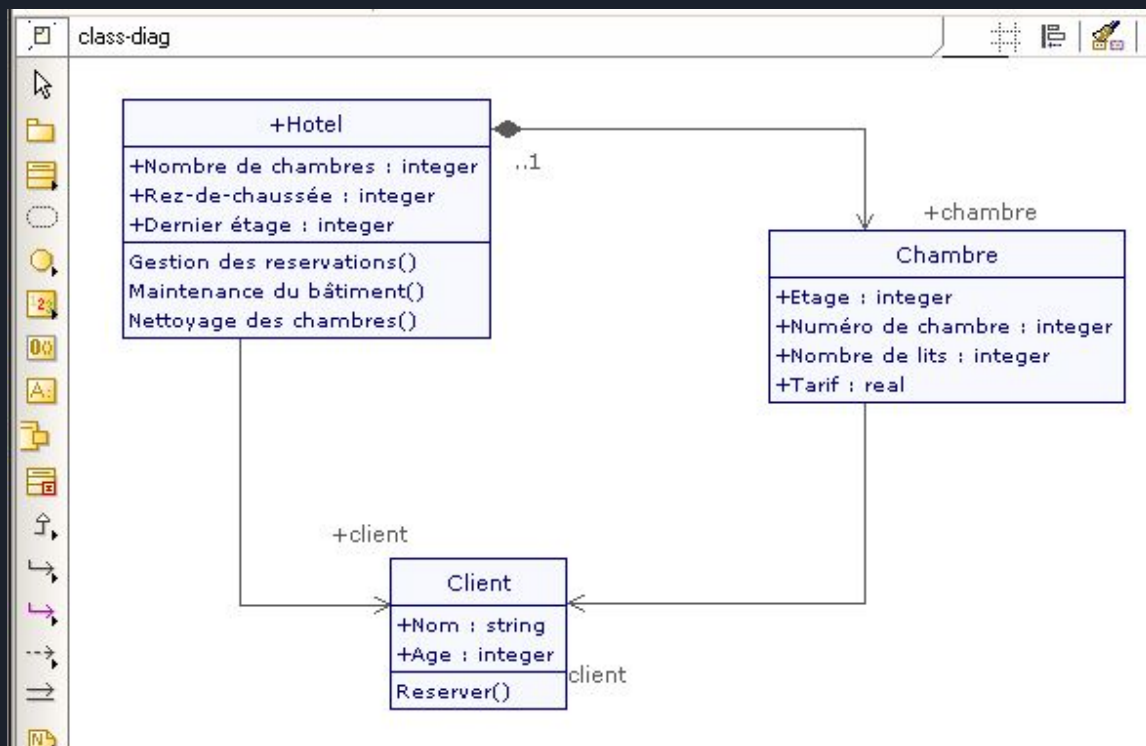 class-diag
+Hotel
+Nombre de chambres : integer
+Rez-de-chaussée : integer
+Dernier étage : integer
Gestion des reservations()
Maintenance du bâtiment()
Nettoyage des chambres()
..1
+chambre
Chambre
+Etage : integer
+Numéro de chambre : integer
+Nombre de lits : integer
+Tarif : real
+client
Client
+Nom : string
+Age : integer
Reserver()
client